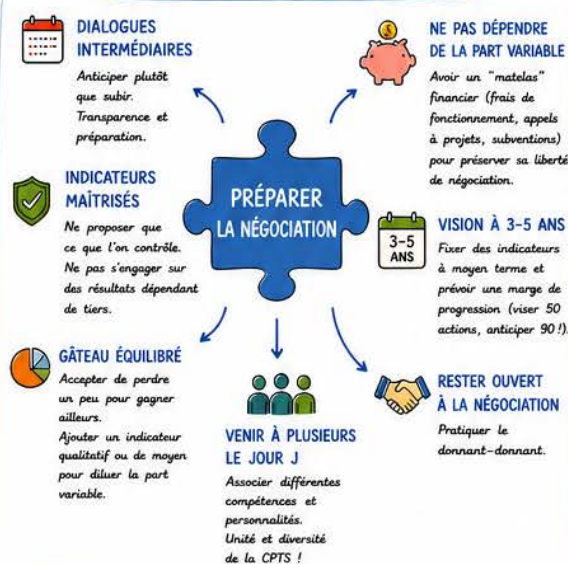 DIALOGUES
INTERMÉDIAIRES
Anticiper plutôt
que subir.
Transparence et
préparation.
INDICATEURS
MAÎTRISÉS
Ne proposer que
ce que l'on contrôle.
Ne pas s'engager sur
des résultats dépendant
de tiers.
GÂTEAU ÉQUILIBRÉ
Accepter de perdre
un peu pour gagner
ailleurs.
Ajouter un indicateur
qualitatif ou de moyen
pour diluer la part
variable.
PRÉPARER
LA NÉGOCIATION
VENIR À PLUSIEURS
LE JOUR J
Associer différentes
compétences et
personnalités.
Unité et diversité
de la CPTS !
$
NE PAS DÉPENDRE
DE LA PART VARIABLE
Avoir un "matelas"
financier (frais de
fonctionnement, appels
à projets, subventions)
pour préserver sa liberté
de négociation.
3-5
ANS
VISION À 3-5 ANS
Fixer des indicateurs
à moyen terme et
prévoir une marge de
progression (viser 50
actions, anticiper 90 !).
RESTER OUVERT
À LA NÉGOCIATION
Pratiquer le
donnant-donnant.